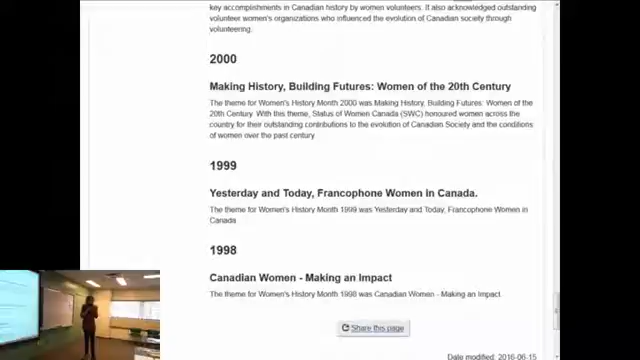 key accomplishments in Canadian history by women volunteers. It also acknowledged outstanding
volunteer women's organizations who influenced the evolution of Canadian society through
volunteering.
2000
Making History, Building Futures: Women of the 20th Century
The theme for Women's History Month 2000 was Making History, Building Futures: Women of the
20th Century. With this theme, Status of Women Canada (SWC) honoured women across the
country for their outstanding contributions to the evolution of Canadian Society and the conditions
of women over the past century
1999
Yesterday and Today, Francophone Women in Canada.
The theme for Women's History Month 1999 was Yesterday and Today, Francophone Women in
Canada
1998
Canadian Women - Making an Impact
The theme for Women's History Month 1998 was Canadian Women - Making an Impact
Share this page
Date modified: 2016-06-15